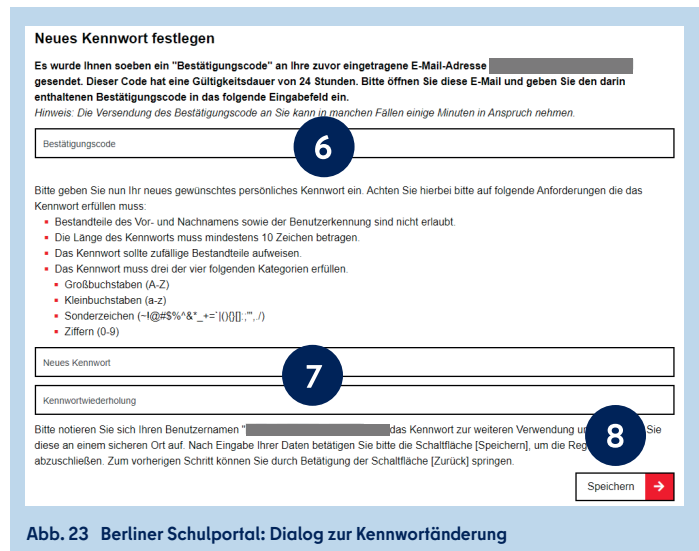 Neues Kennwort festlegen
Es wurde Ihnen soeben ein "Bestätigungscode" an Ihre zuvor eingetragene E-Mail-Adresse
gesendet. Dieser Code hat eine Gültigkeitsdauer von 24 Stunden. Bitte öffnen Sie diese E-Mail und geben Sie den darin
enthaltenen Bestätigungscode in das folgende Eingabefeld ein.
Hinweis: Die Versendung des Bestätigungscode an Sie kann in manchen Fällen einige Minuten in Anspruch nehmen.
Bestätigungscode
6
Bitte geben Sie nun Ihr neues gewünschtes persönliches Kennwort ein. Achten Sie hierbei bitte auf folgende Anforderungen die das
Kennwort erfüllen muss:
Bestandteile des Vor- und Nachnamens sowie der Benutzerkennung sind nicht erlaubt.
Die Länge des Kennworts muss mindestens 10 Zeichen betragen.
Das Kennwort sollte zufällige Bestandteile aufweisen.
Das Kennwort muss drei der vier folgenden Kategorien erfüllen.
Großbuchstaben (A-Z)
Kleinbuchstaben (a-z)
Sonderzeichen (~!@#$%^&*_+=`|(){}[]:;"',./)
Ziffern (0-9)
Neues Kennwort
7
Kennwortwiederholung
Bitte notieren Sie sich Ihren Benutzernamen " das Kennwort zur weiteren Verwendung Sie
8
diese an einem sicheren Ort auf. Nach Eingabe Ihrer Daten betätigen Sie bitte die Schaltfläche [Speichern], um die
abzuschließen. Zum vorherigen Schritt können Sie durch Betätigung der Schaltfläche [Zurück] springen.
Speichern →
Abb. 23 Berliner Schulportal: Dialog zur Kennwortänderung